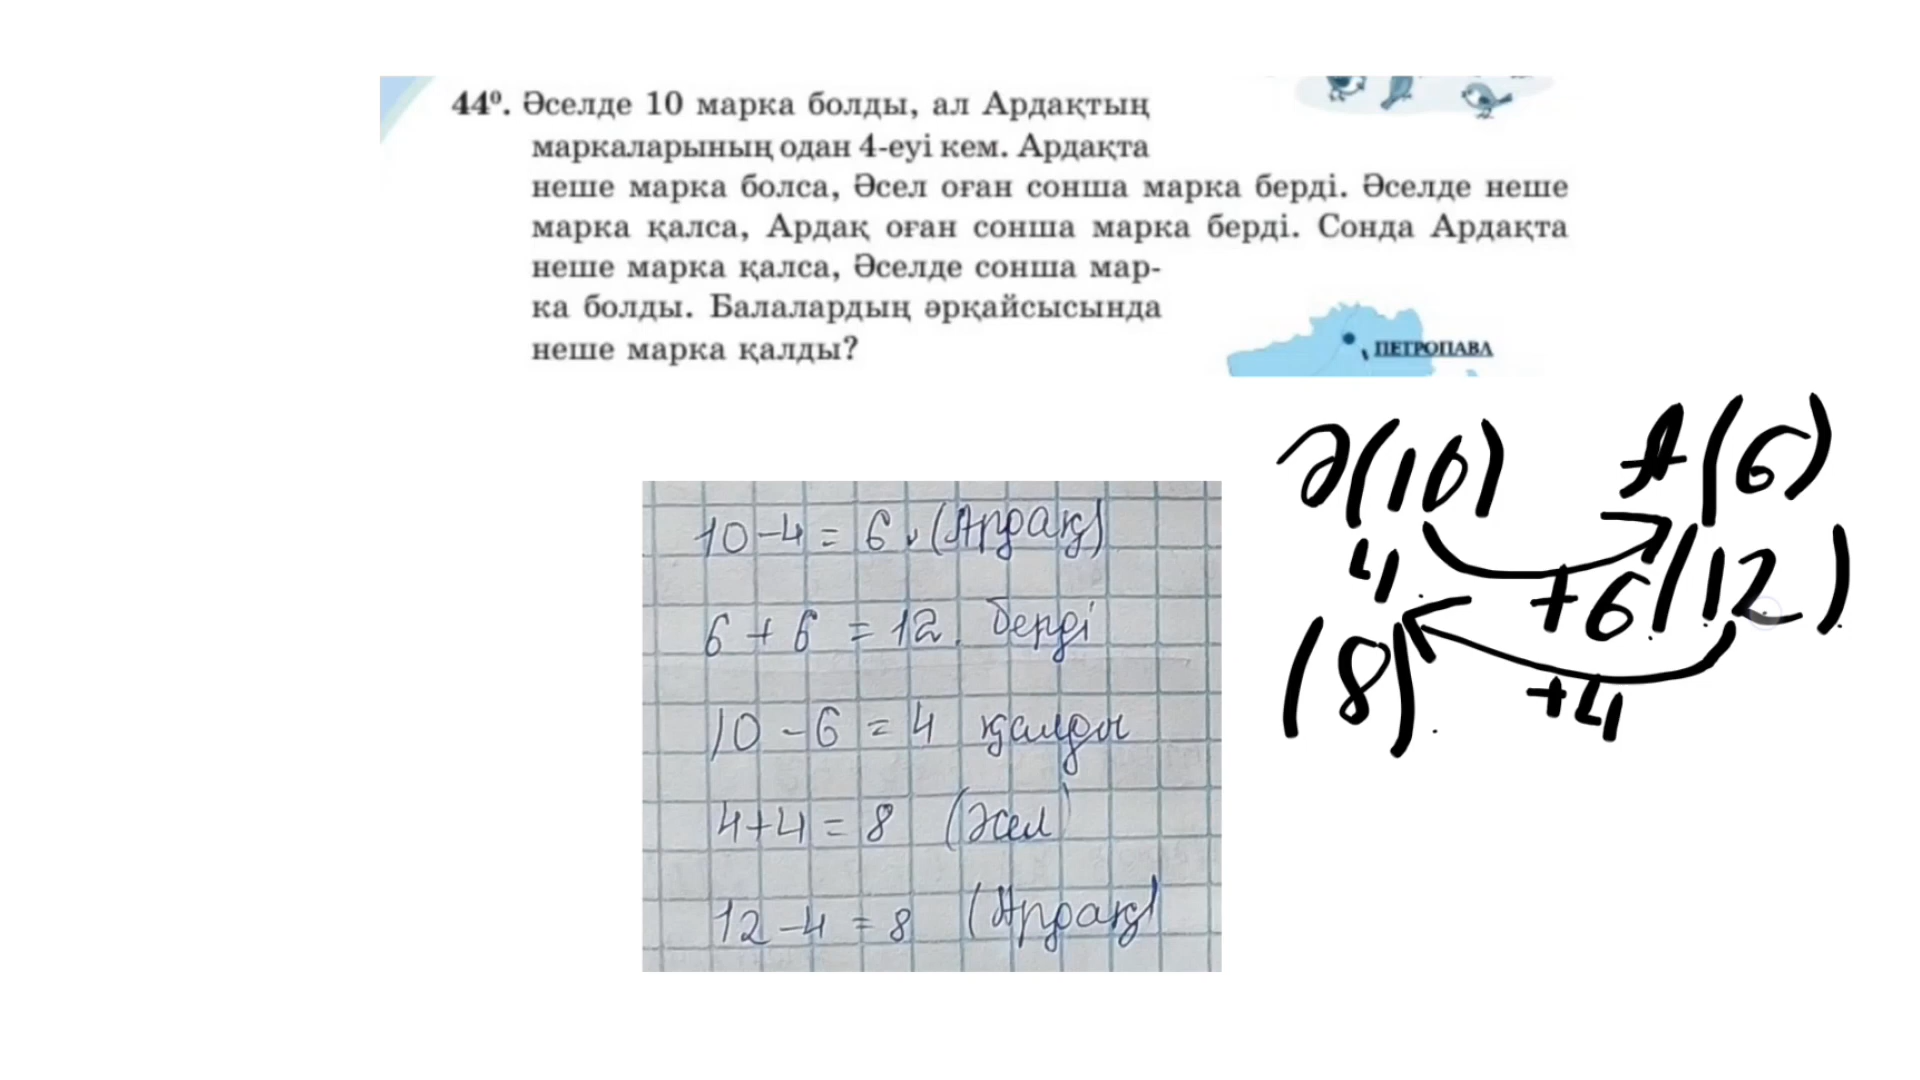 44⁰. Әселде 10 марка болды, ал Ардақтың
маркаларының одан 4-еуі кем. Ардақта
неше марка болса, Әсел оған сонша марка берді. Әселде неше
марка қалса, Ардақ оған сонша марка берді. Сонда Ардақта
неше марка қалса, Әселде сонша мар-
ка болды. Балалардың әрқайсысында
неше марка қалды?
ПЕТРОПАВЛ
Ә(10) А(6)
4 +6(12)
(8) +4
10-4 = 6. (Ардақ)
6 + 6 = 12. берді
10 - 6 = 4 қалды
4+4 = 8 (Әсел)
12-4 = 8 (Ардақ)